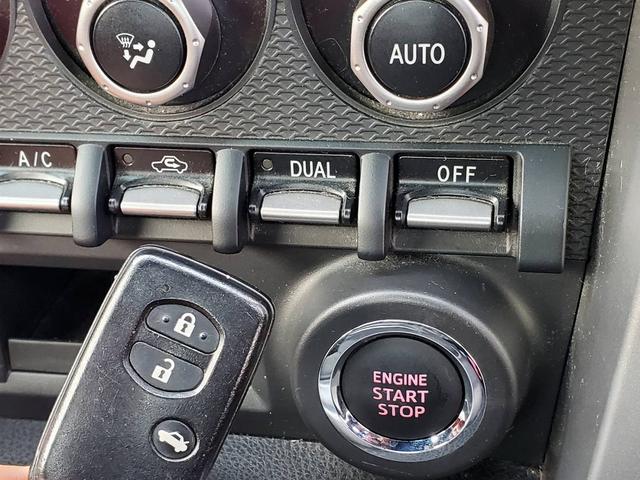 AUTO
A/C
DUAL
OFF
ENGINE
START
STOP